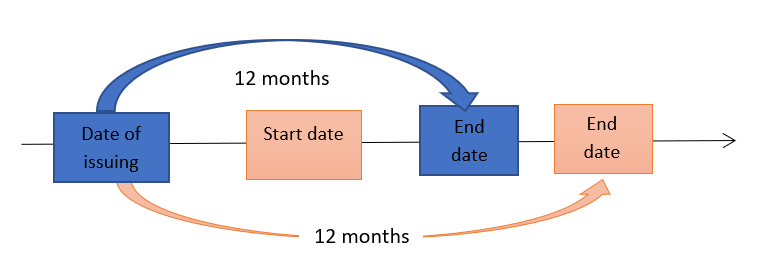 12 months
Date of
issuing
Start date
End
date
End
date
12 months